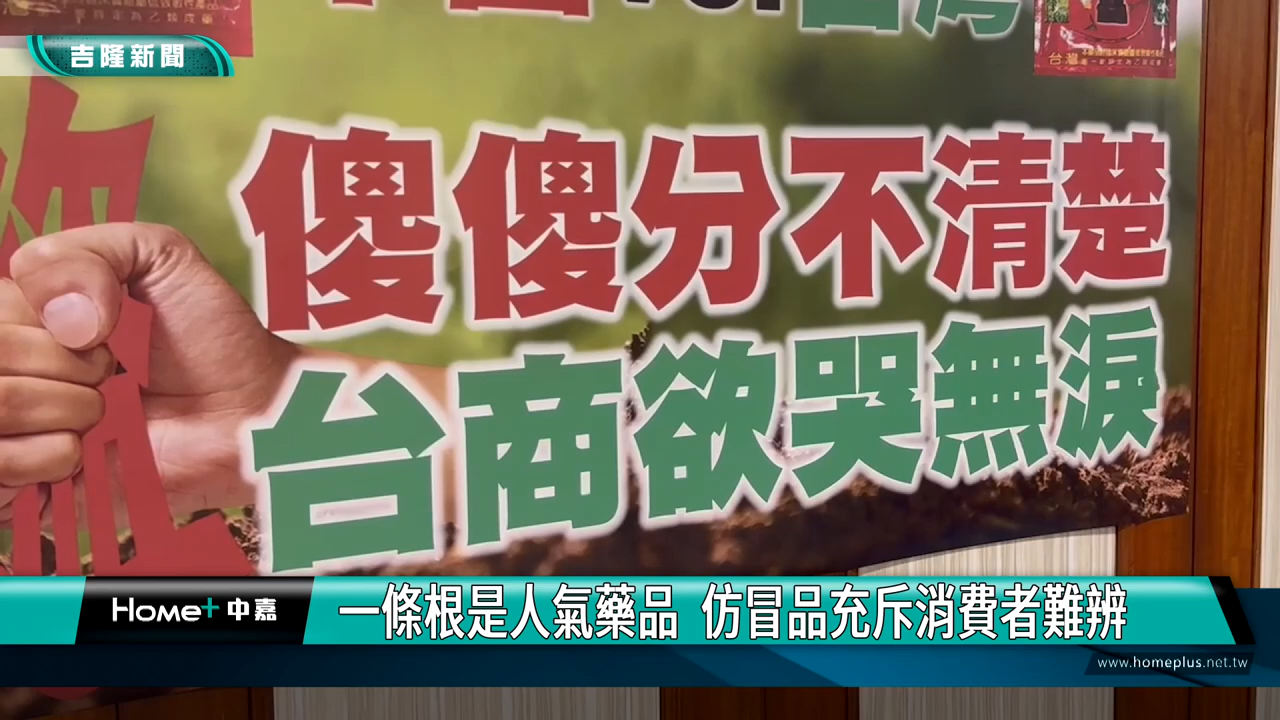 吉隆新聞
台灣
傻傻分不清楚
台商欲哭無淚
Home+中嘉
一條根是人氣藥品 仿冒品充斥消費者難辨
www.homeplus.net.tw